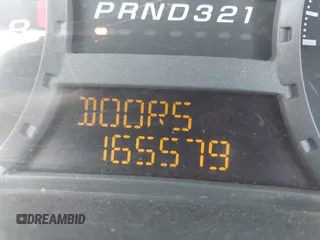 PRND321
DOORS
165579
DREAMBID